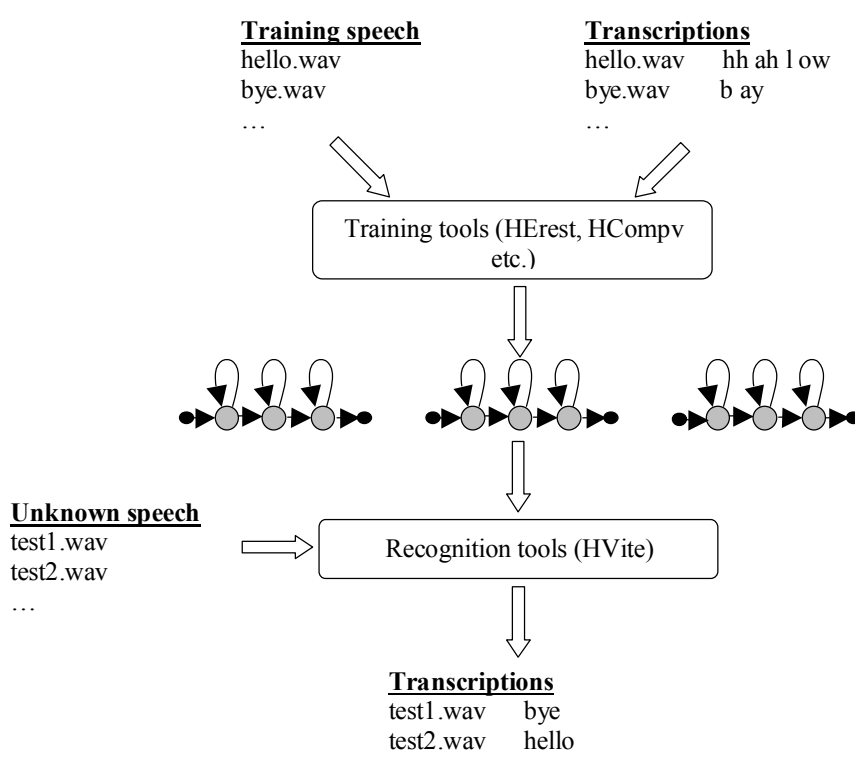 Training speech
hello.wav
bye.wav
…
Transcriptions
hello.wav hh ah l ow
bye.wav b ay
…
Training tools (HErest, HCompv
etc.)
Unknown speech
test1.wav
test2.wav
…
Recognition tools (HVite)
Transcriptions
test1.wav bye
test2.wav hello